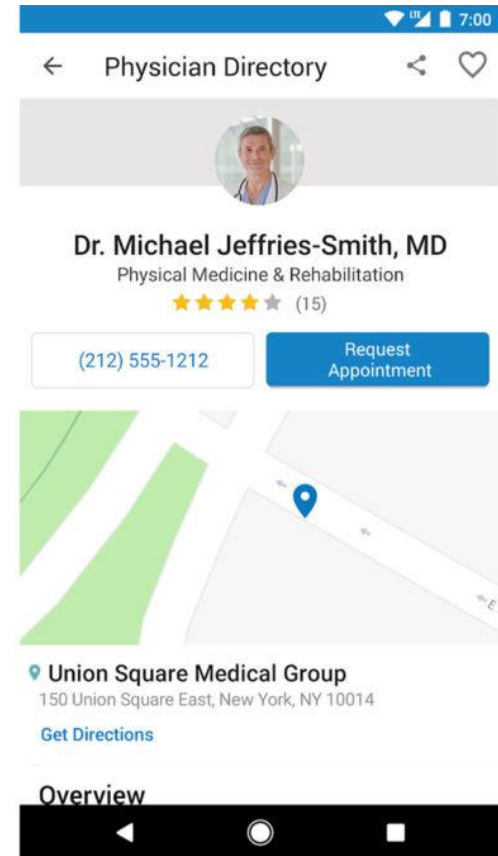 LTE 7:00
Physician Directory
Dr. Michael Jeffries-Smith, MD
Physical Medicine & Rehabilitation
(15)
(212) 555-1212
Request
Appointment
E
Union Square Medical Group
150 Union Square East, New York, NY 10014
Get Directions
Overview